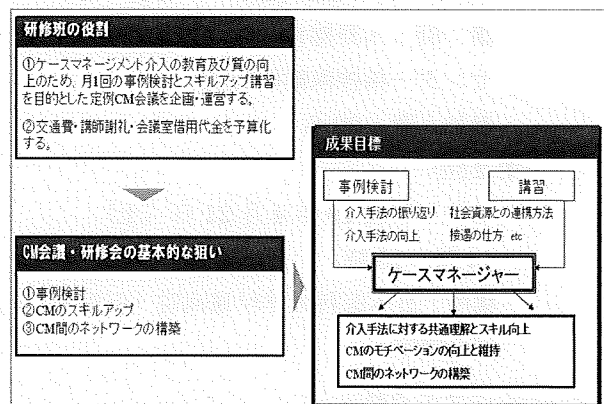 研修班の役割
①ケースマネージメント介入の教育及び質の向
上のため、月1回の事例検討とスキルアップ講習
を目的とした定例CM会議を企画・運営する。
②交通費・講師謝礼・会議室借用代金を予算化
する。
CM会議・研修会の基本的な狙い
①事例検討
②CMのスキルアップ
③CM間のネットワークの構築
成果目標
事例検討
講習
介入手法の振り返り 社会資源との連携方法
介入手法の向上 接遇の仕方 etc
ケースマネージャー
介入手法に対する共通理解とスキル向上
CMのモチベーションの向上と維持
CM間のネットワークの構築